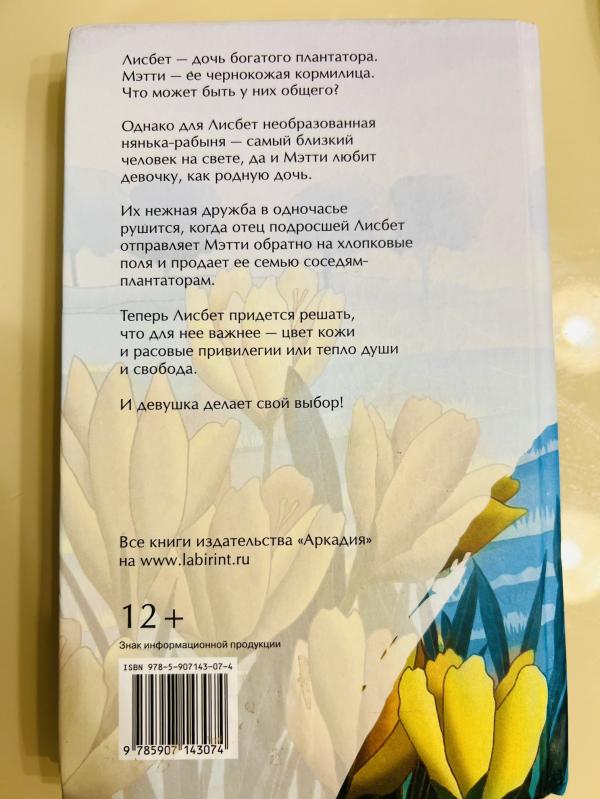 Лисбет — дочь богатого плантатора.
Мэтти — ее чернокожая кормилица.
Что может быть у них общего?
Однако для Лисбет необразованная
нянька-рабыня — самый близкий
человек на свете, да и Мэтти любит
девочку, как родную дочь.
Их нежная дружба в одночасье
рушится, когда отец подросшей Лисбет
отправляет Мэтти обратно на хлопковые
поля и продает ее семью соседям-
плантаторам.
Теперь Лисбет придется решать,
что для нее важнее — цвет кожи
и расовые привилегии или тепло души
и свобода.
И девушка делает свой выбор!
Все книги издательства «Аркадия»
на www.labirint.ru
12+
Знак информационной продукции
ISBN 978-5-907143-07-4
9 785907 143074